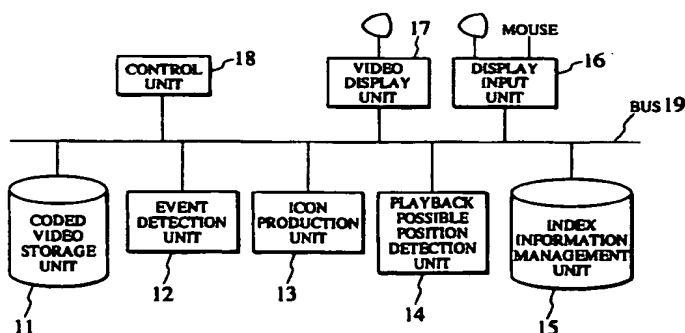 18
CONTROL
UNIT
17
VIDEO
DISPLAY
UNIT
MOUSE
DISPLAY
INPUT
UNIT
16
BUS 19
CODED
VIDEO
STORAGE
UNIT
11
EVENT
DETECTION
UNIT
12
ICON
PRODUCTION
UNIT
13
PLAYBACK
POSSIBLE
POSITION
DETECTION
UNIT
14
INDEX
INFORMATION
MANAGEMENT
UNIT
15